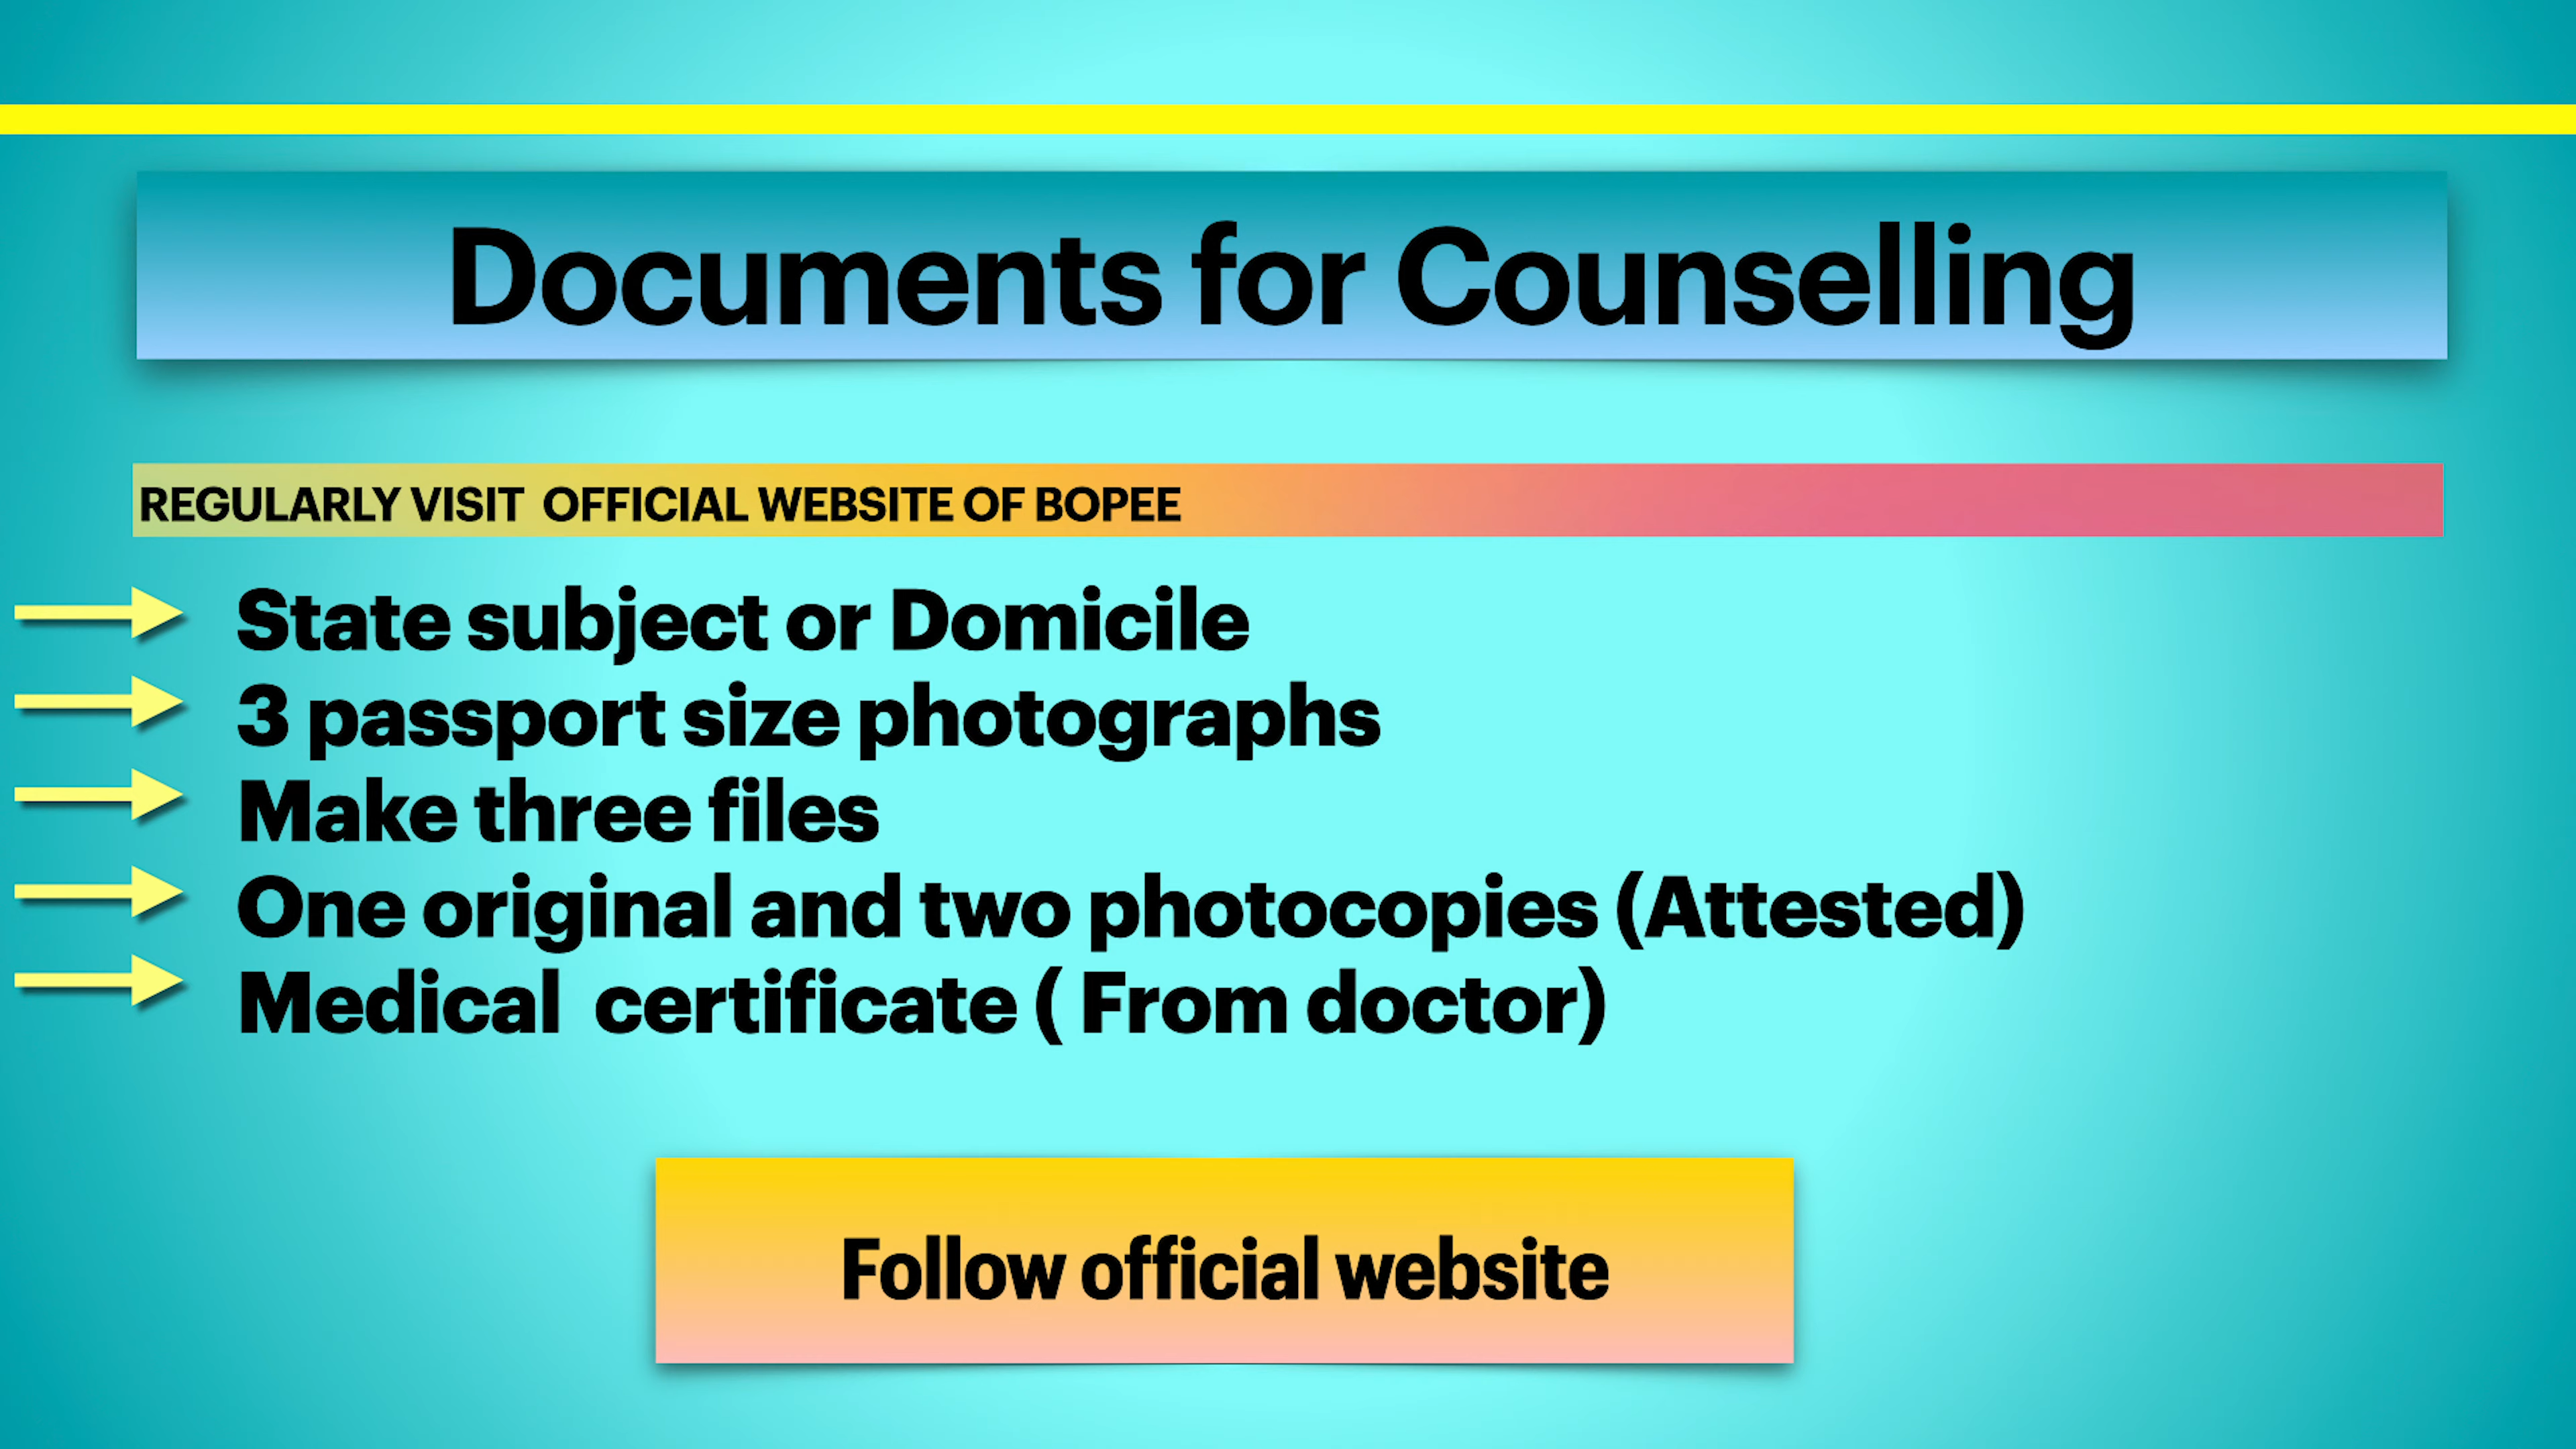 Documents for Counselling
REGULARLY VISIT OFFICIAL WEBSITE OF BOPEE
State subject or Domicile
3 passport size photographs
Make three files
One original and two photocopies (Attested)
Medical certificate ( From doctor)
Follow official website